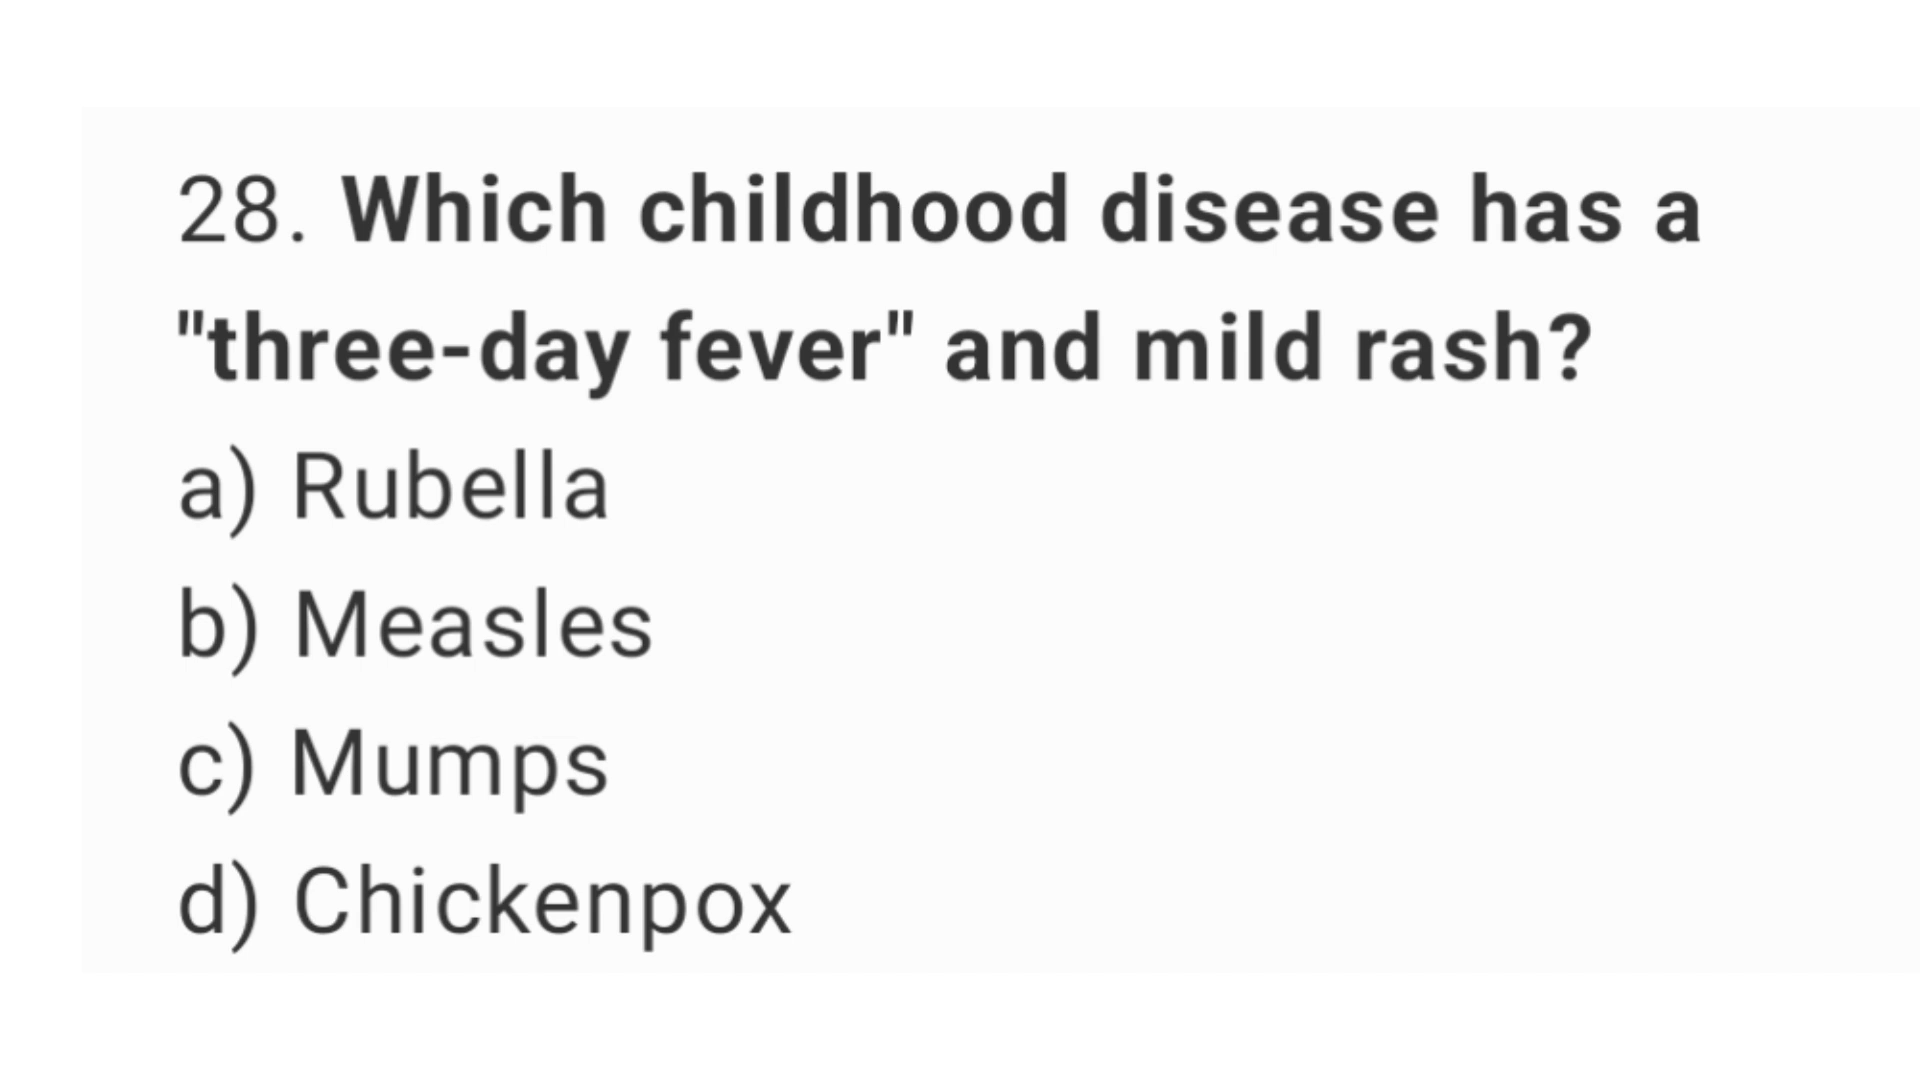 28. Which childhood disease has a
"three-day fever" and mild rash?
a) Rubella
b) Measles
c) Mumps
d) Chickenpox